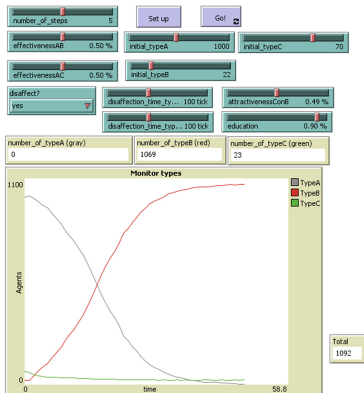 number_of_steps 5
Set up
Go!
effectivenessAB 0.50 %
initial_typeA 1000
initial_typeC 70
effectivenessAC 0.50 %
initial_typeB 22
disaffect?
yes
disaffection_time_ty... 100 tick
attractivenessConB 0.49 %
disaffection_time_typ... 100 tick
education 0.90 %
number_of_typeA (gray)
0
number_of_typeB (red)
1069
number_of_typeC (green)
23
Monitor types
1100
Agents
0
0
time
58.8
TypeA
TypeB
TypeC
Total
1092